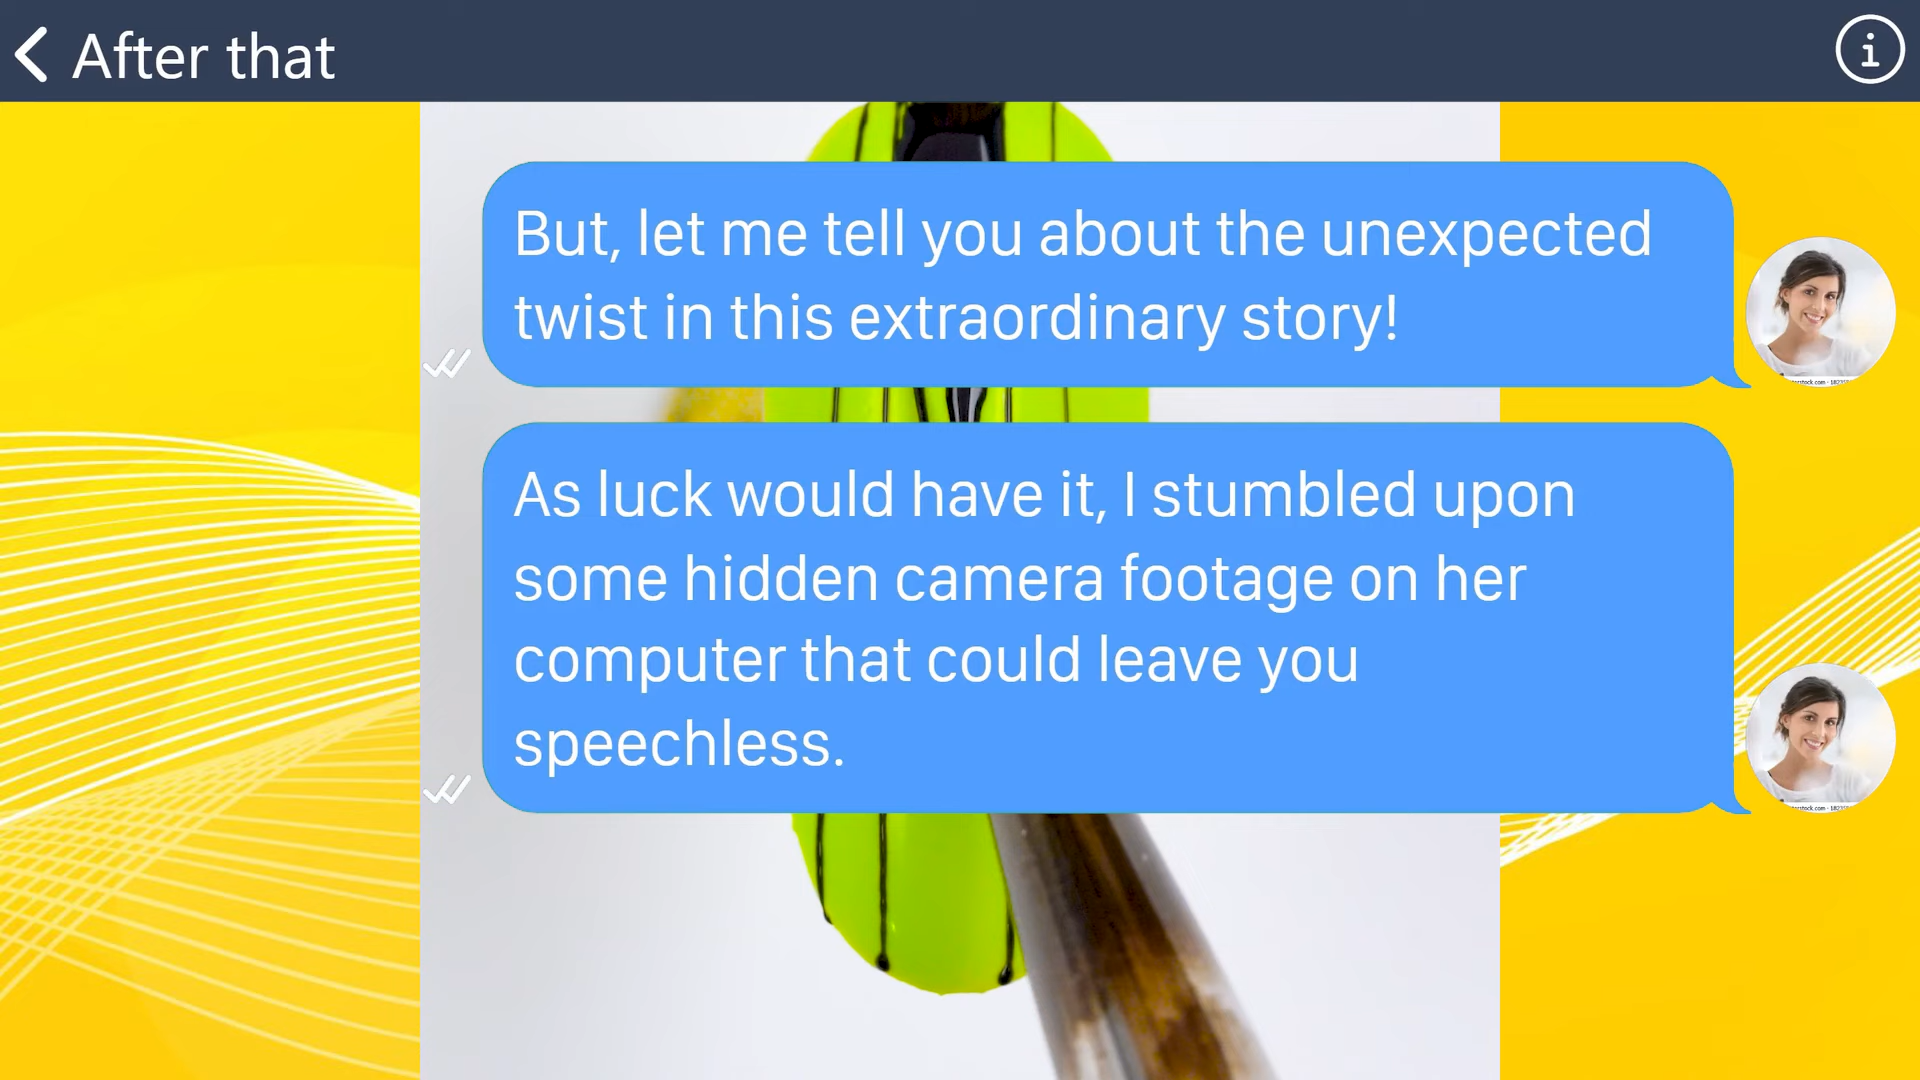 After that
But, let me tell you about the unexpected
twist in this extraordinary story!
As luck would have it, I stumbled upon
some hidden camera footage on her
computer that could leave you
speechless.